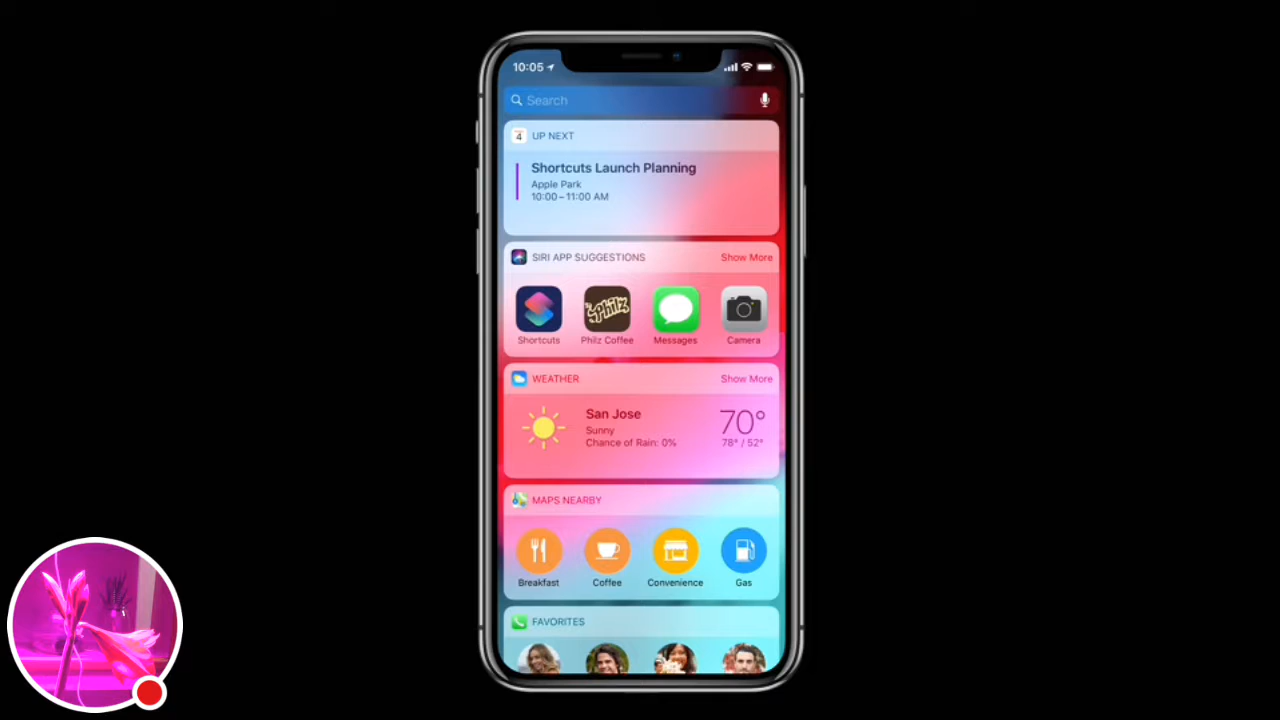 10:05
Search
4
UP NEXT
Shortcuts Launch Planning
Apple Park
10:00 – 11:00 AM
SIRI APP SUGGESTIONS
Show More
Philz
Shortcuts
Philz Coffee
Messages
Camera
WEATHER
Show More
San Jose
70°
Sunny
Chance of Rain: 0%
78° / 52°
MAPS NEARBY
Breakfast
Coffee
Convenience
Gas
FAVORITES